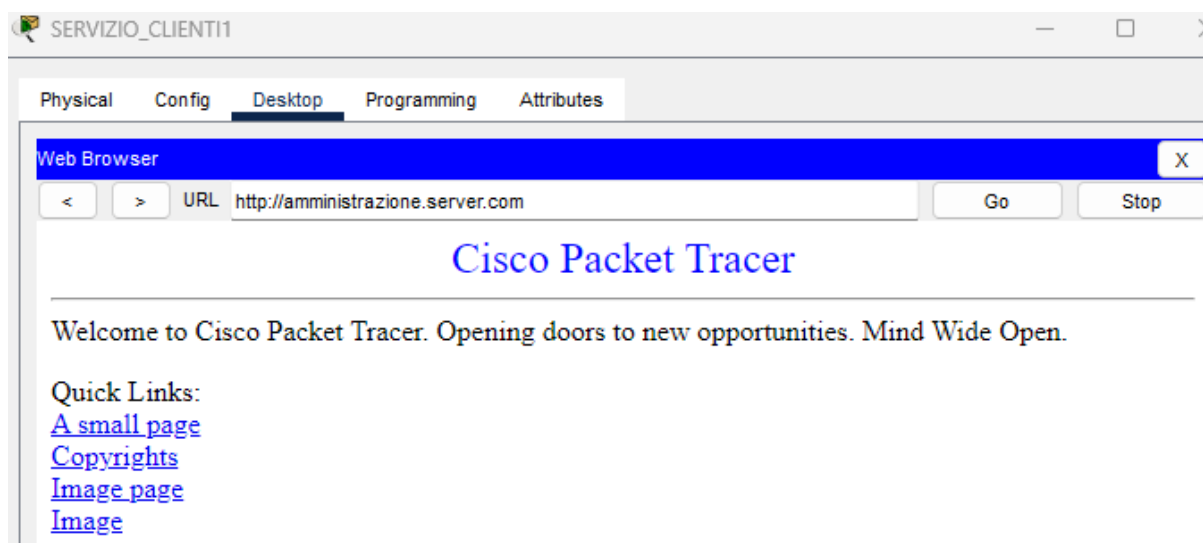 SERVIZIO_CLIENTI1
Physical Config Desktop Programming Attributes
Web Browser X
< > URL http://amministrazione.server.com Go Stop
Cisco Packet Tracer
Welcome to Cisco Packet Tracer. Opening doors to new opportunities. Mind Wide Open.
Quick Links:
A small page
Copyrights
Image page
Image